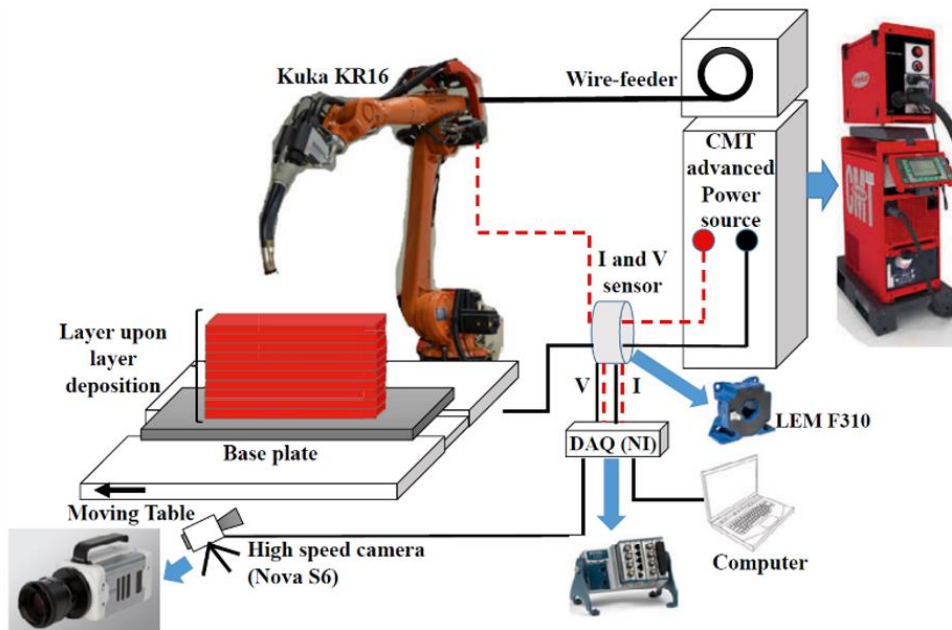 Kuka KR16
Wire-feeder
CMT
advanced
Power
source
CMT
I and V
sensor
Layer upon
layer
deposition
V
I
LEM F310
DAQ (NI)
Base plate
Moving Table
High speed camera
(Nova S6)
Computer